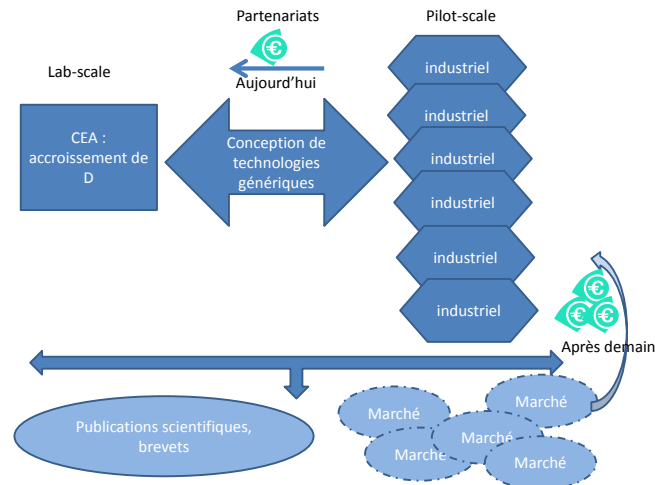 Partenariats
Pilot-scale
Lab-scale
Aujourd'hui
CEA :
accroissement de
D
Conception de
technologies
génériques
industriel
industriel
industriel
industriel
industriel
industriel
€
€
€
€
Après demain
Publications scientifiques,
brevets
Marché
Marché
Marché
Marché
Marché